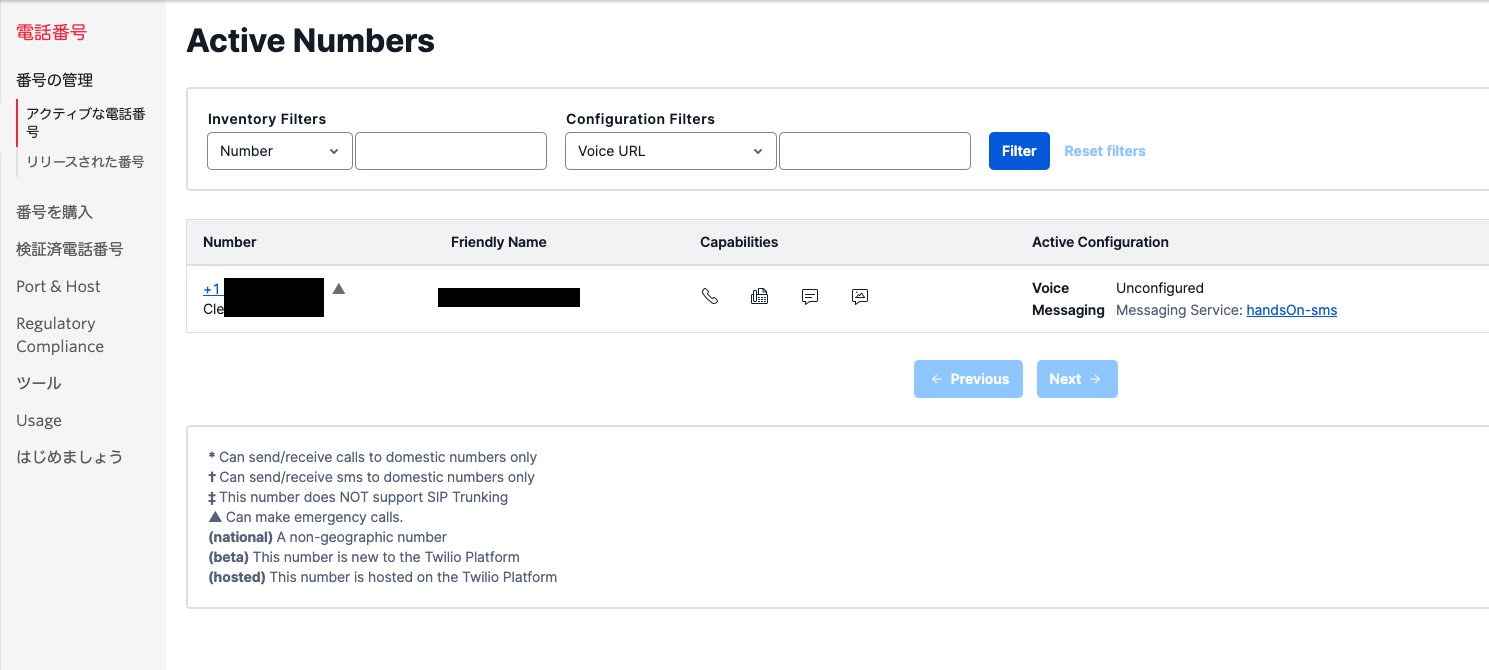 電話番号
番号の管理
アクティブな電話番
号
リリースされた番号
番号を購入
検証済電話番号
Port & Host
Regulatory
Compliance
ツール
Usage
はじめましょう
Active Numbers
Inventory Filters
Configuration Filters
Number
Voice URL
Filter
Reset filters
Number
Friendly Name
Capabilities
Active Configuration
+1
▲
Cle
Voice
Unconfigured
Messaging
Messaging Service: handsOn-sms
← Previous
Next →
* Can send/receive calls to domestic numbers only
† Can send/receive sms to domestic numbers only
‡ This number does NOT support SIP Trunking
▲ Can make emergency calls.
(national) A non-geographic number
(beta) This number is new to the Twilio Platform
(hosted) This number is hosted on the Twilio Platform